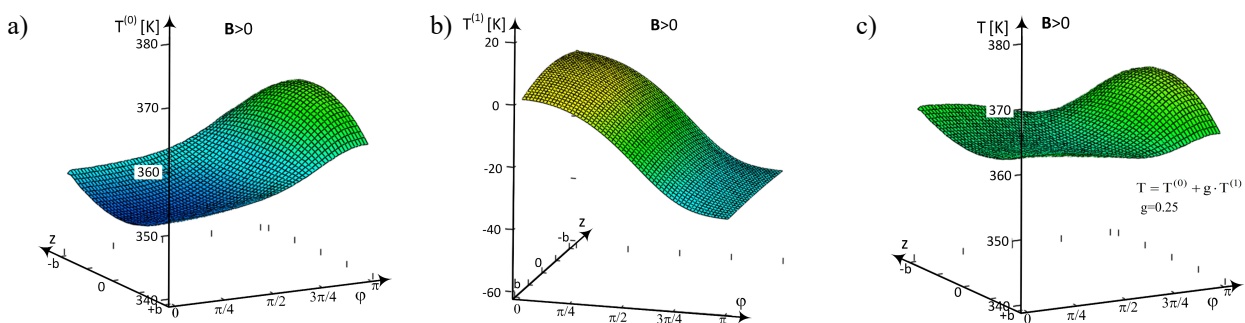 a)
T(0) [K]
B>0
380
370
360
350
340
z
-b
0
+b
0
π/4
π/2
3π/4
π
φ
b)
T(1) [K]
B>0
20
0
-20
-40
-60
z
-b
0
b
0
π/4
π/2
3π/4
π
φ
c)
T [K]
B>0
380
370
360
350
340
T = T(0) + g · T(1)
g=0.25
z
-b
0
+b
0
π/4
π/2
3π/4
π
φ